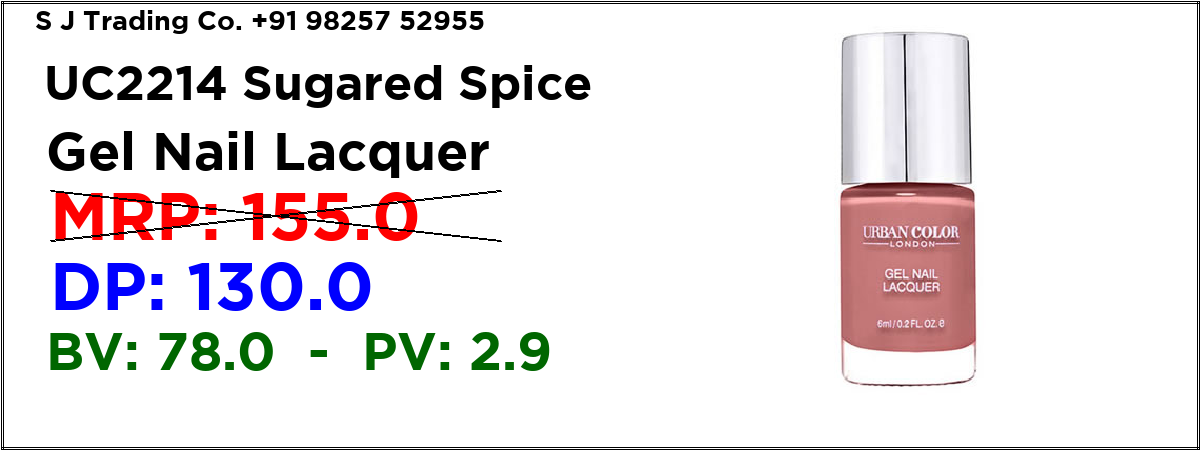 S J Trading Co. +91 98257 52955
UC2214 Sugared Spice
Gel Nail Lacquer
MRP: 155.0
DP: 130.0
BV: 78.0 - PV: 2.9
URBAN COLOR
LONDON
GEL NAIL
LACQUER
6ml / 0.2 FL. OZ. e